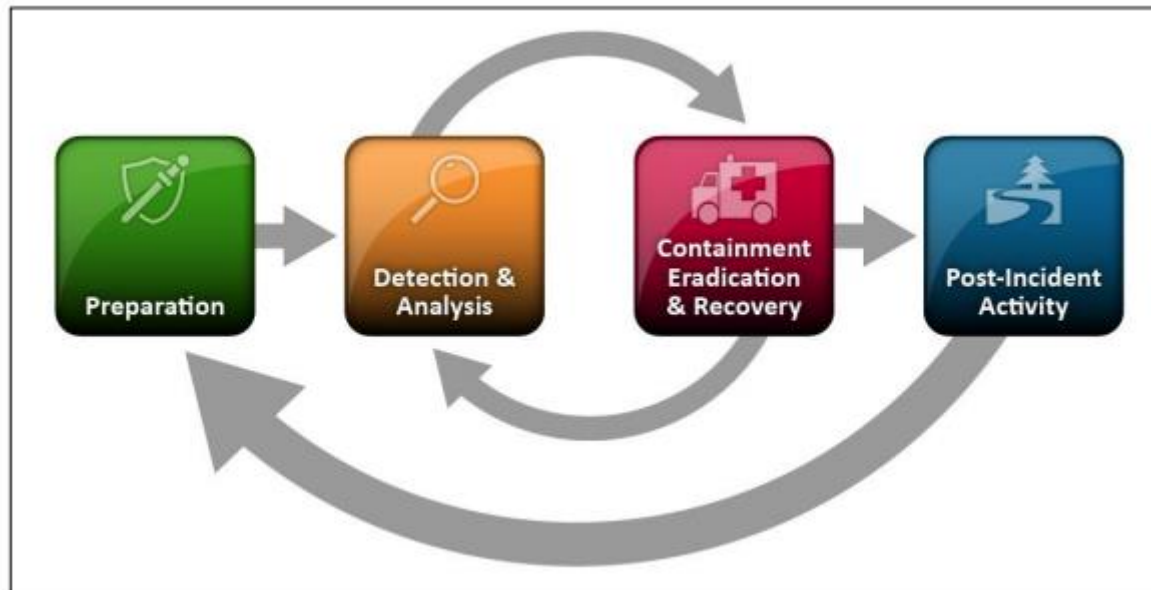 Preparation
Detection &
Analysis
Containment
Eradication
& Recovery
Post-Incident
Activity